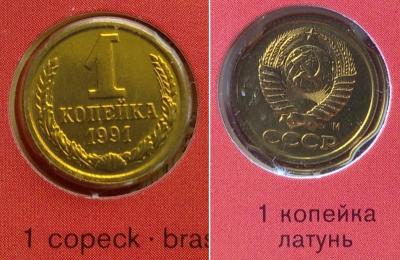 1
КОПЕЙКА
1991
1 copeck · bras
СССР
И
1 копейка
латунь